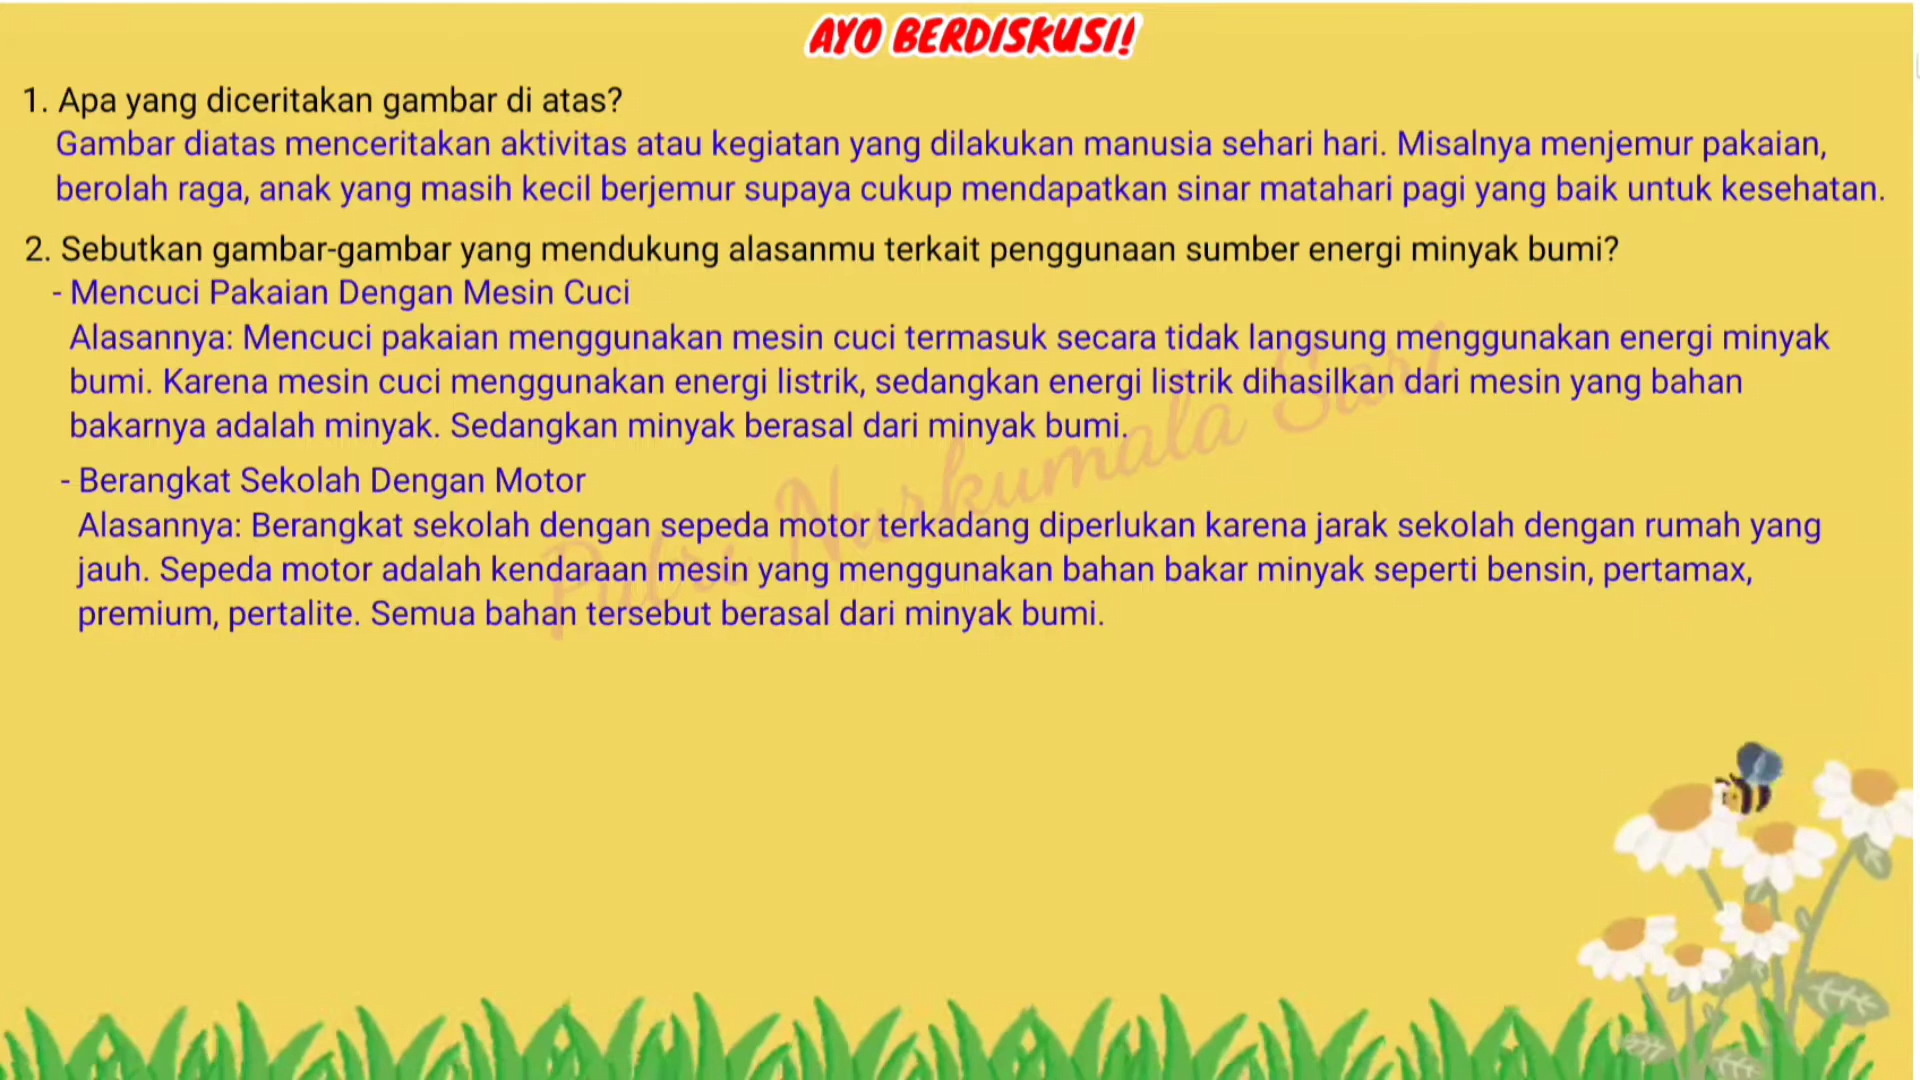 AYO BERDISKUSI!
1. Apa yang diceritakan gambar di atas?
Gambar diatas menceritakan aktivitas atau kegiatan yang dilakukan manusia sehari hari. Misalnya menjemur pakaian,
berolah raga, anak yang masih kecil berjemur supaya cukup mendapatkan sinar matahari pagi yang baik untuk kesehatan.
2. Sebutkan gambar-gambar yang mendukung alasanmu terkait penggunaan sumber energi minyak bumi?
- Mencuci Pakaian Dengan Mesin Cuci
Alasannya: Mencuci pakaian menggunakan mesin cuci termasuk secara tidak langsung menggunakan energi minyak
bumi. Karena mesin cuci menggunakan energi listrik, sedangkan energi listrik dihasilkan dari mesin yang bahan
bakarnya adalah minyak. Sedangkan minyak berasal dari minyak bumi.
- Berangkat Sekolah Dengan Motor
Alasannya: Berangkat sekolah dengan sepeda motor terkadang diperlukan karena jarak sekolah dengan rumah yang
jauh. Sepeda motor adalah kendaraan mesin yang menggunakan bahan bakar minyak seperti bensin, pertamax,
premium, pertalite. Semua bahan tersebut berasal dari minyak bumi.
Putri Nurkumala Sari